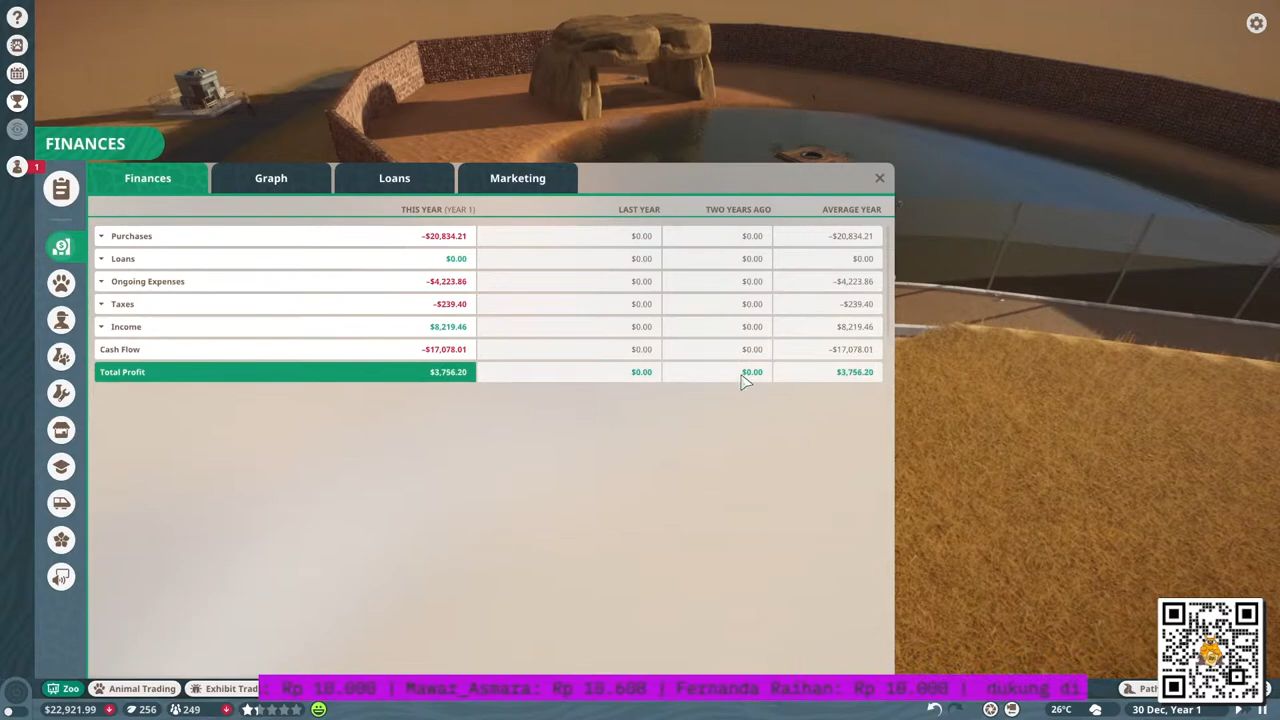 ?
1
FINANCES
Finances Graph Loans Marketing
THIS YEAR (YEAR 1) LAST YEAR TWO YEARS AGO AVERAGE YEAR
Purchases –$20,834.21 $0.00 $0.00 –$20,834.21
Loans $0.00 $0.00 $0.00 $0.00
Ongoing Expenses –$4,223.86 $0.00 $0.00 –$4,223.86
Taxes –$239.40 $0.00 $0.00 –$239.40
Income $8,219.46 $0.00 $0.00 $8,219.46
Cash Flow –$17,078.01 $0.00 $0.00 –$17,078.01
Total Profit $3,756.20 $0.00 $0.00 $3,756.20
Zoo Animal Trading Exhibit Trad : Rp 10.000 | Mawar_Asmara: Rp 10.600 | Fernanda Raihan: Rp 10.000 | dukung di Path
$22,921.99 256 249 26°C 30 Dec, Year 1